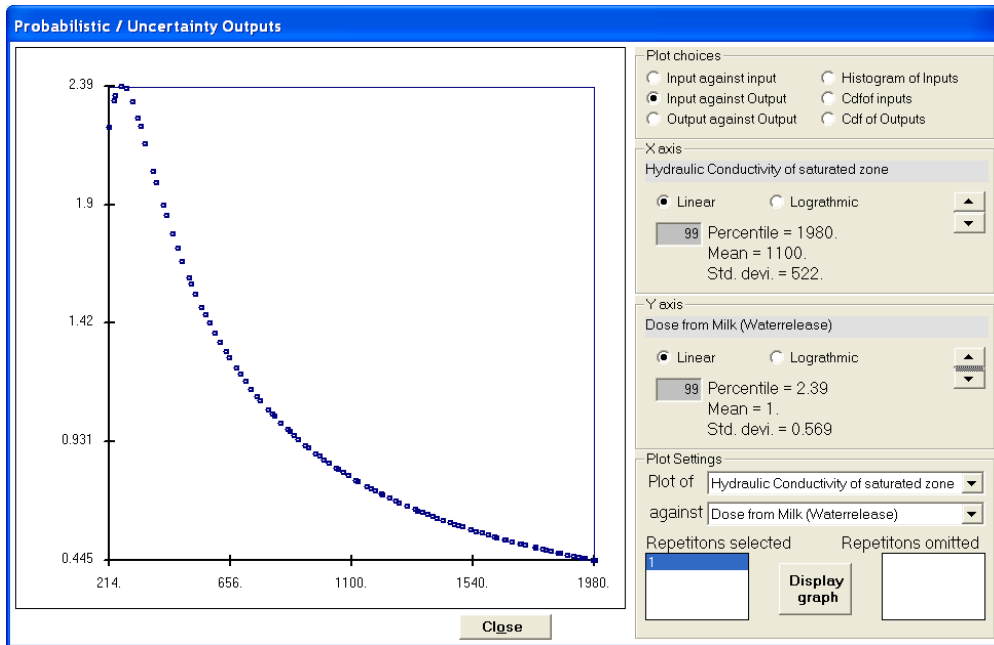 Probabilistic / Uncertainty Outputs
2.39
1.9
1.42
0.931
0.445
214.
656.
1100.
1540.
1980.
Close
Plot choices
Input against input
Histogram of Inputs
Input against Output
Cdfof inputs
Output against Output
Cdf of Outputs
X axis
Hydraulic Conductivity of saturated zone
Linear
Lograthmic
99 Percentile = 1980.
Mean = 1100.
Std. devi. = 522.
Y axis
Dose from Milk (Waterrelease)
Linear
Lograthmic
99 Percentile = 2.39
Mean = 1.
Std. devi. = 0.569
Plot Settings
Plot of Hydraulic Conductivity of saturated zone
against Dose from Milk (Waterrelease)
Repetitons selected
Repetitons omitted
1
Display
graph